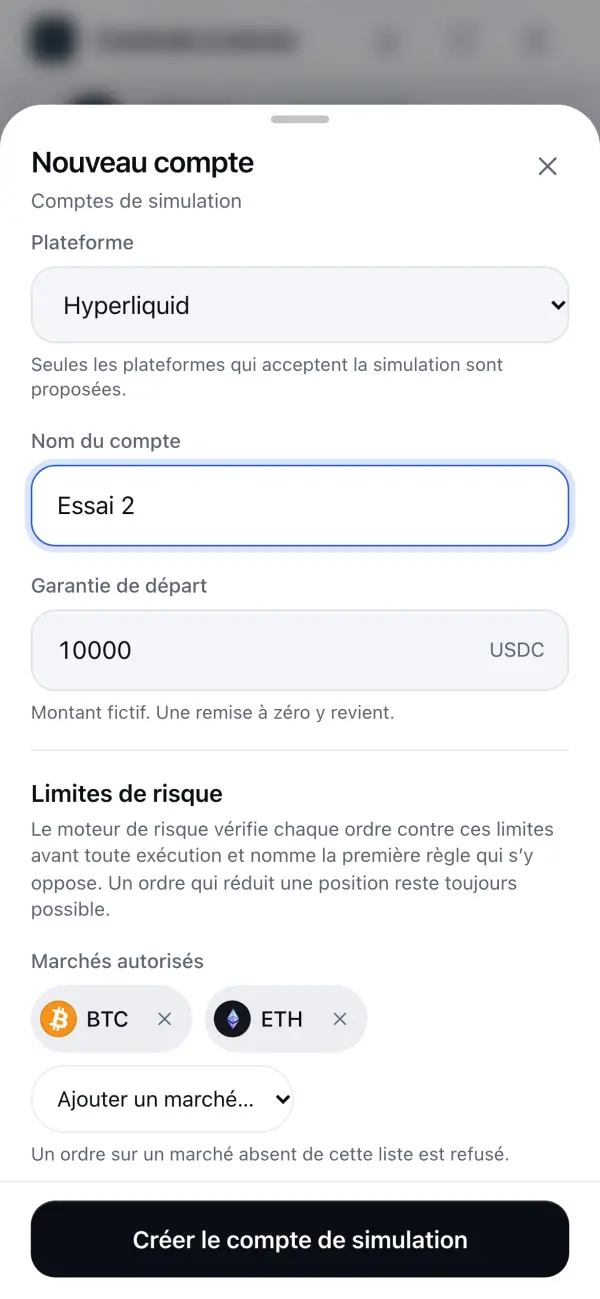 Nouveau compte
Comptes de simulation
Plateforme
Hyperliquid
Seules les plateformes qui acceptent la simulation sont
proposées.
Nom du compte
Essai 2
Garantie de départ
10000 USDC
Montant fictif. Une remise à zéro y revient.
Limites de risque
Le moteur de risque vérifie chaque ordre contre ces limites
avant toute exécution et nomme la première règle qui s’y
oppose. Un ordre qui réduit une position reste toujours
possible.
Marchés autorisés
BTC ETH
Ajouter un marché...
Un ordre sur un marché absent de cette liste est refusé.
Créer le compte de simulation